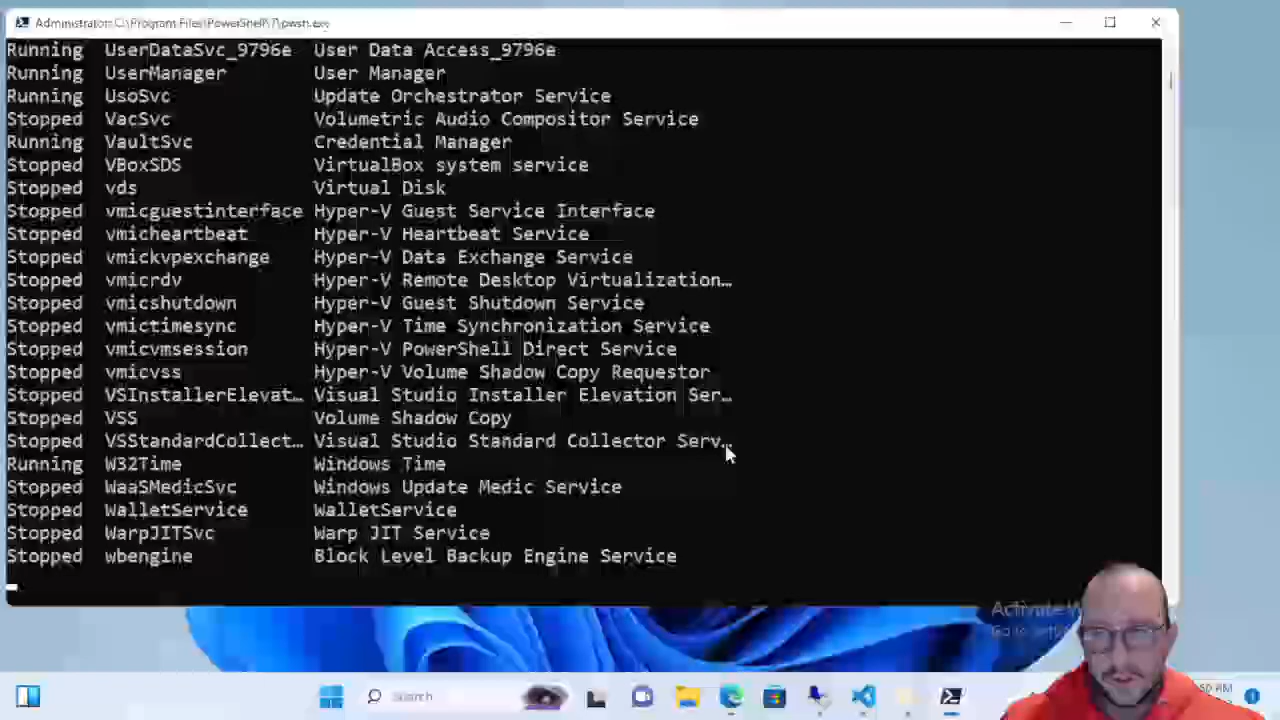 Administrator: C:\Program Files\PowerShell\7\pwsh.exe
Running UserDataSvc_9796e User Data Access_9796e
Running UserManager User Manager
Running UsoSvc Update Orchestrator Service
Stopped VacSvc Volumetric Audio Compositor Service
Running VaultSvc Credential Manager
Stopped VBoxSDS VirtualBox system service
Stopped vds Virtual Disk
Stopped vmicguestinterface Hyper-V Guest Service Interface
Stopped vmicheartbeat Hyper-V Heartbeat Service
Stopped vmickvpexchange Hyper-V Data Exchange Service
Stopped vmicrdv Hyper-V Remote Desktop Virtualization…
Stopped vmicshutdown Hyper-V Guest Shutdown Service
Stopped vmictimesync Hyper-V Time Synchronization Service
Stopped vmicvmsession Hyper-V PowerShell Direct Service
Stopped vmicvss Hyper-V Volume Shadow Copy Requestor
Stopped VSInstallerElevat… Visual Studio Installer Elevation Ser…
Stopped VSS Volume Shadow Copy
Stopped VSStandardCollect… Visual Studio Standard Collector Serv…
Running W32Time Windows Time
Stopped WaaSMedicSvc Windows Update Medic Service
Stopped WalletService WalletService
Stopped WarpJITSvc Warp JIT Service
Stopped wbengine Block Level Backup Engine Service
Activate W
Search